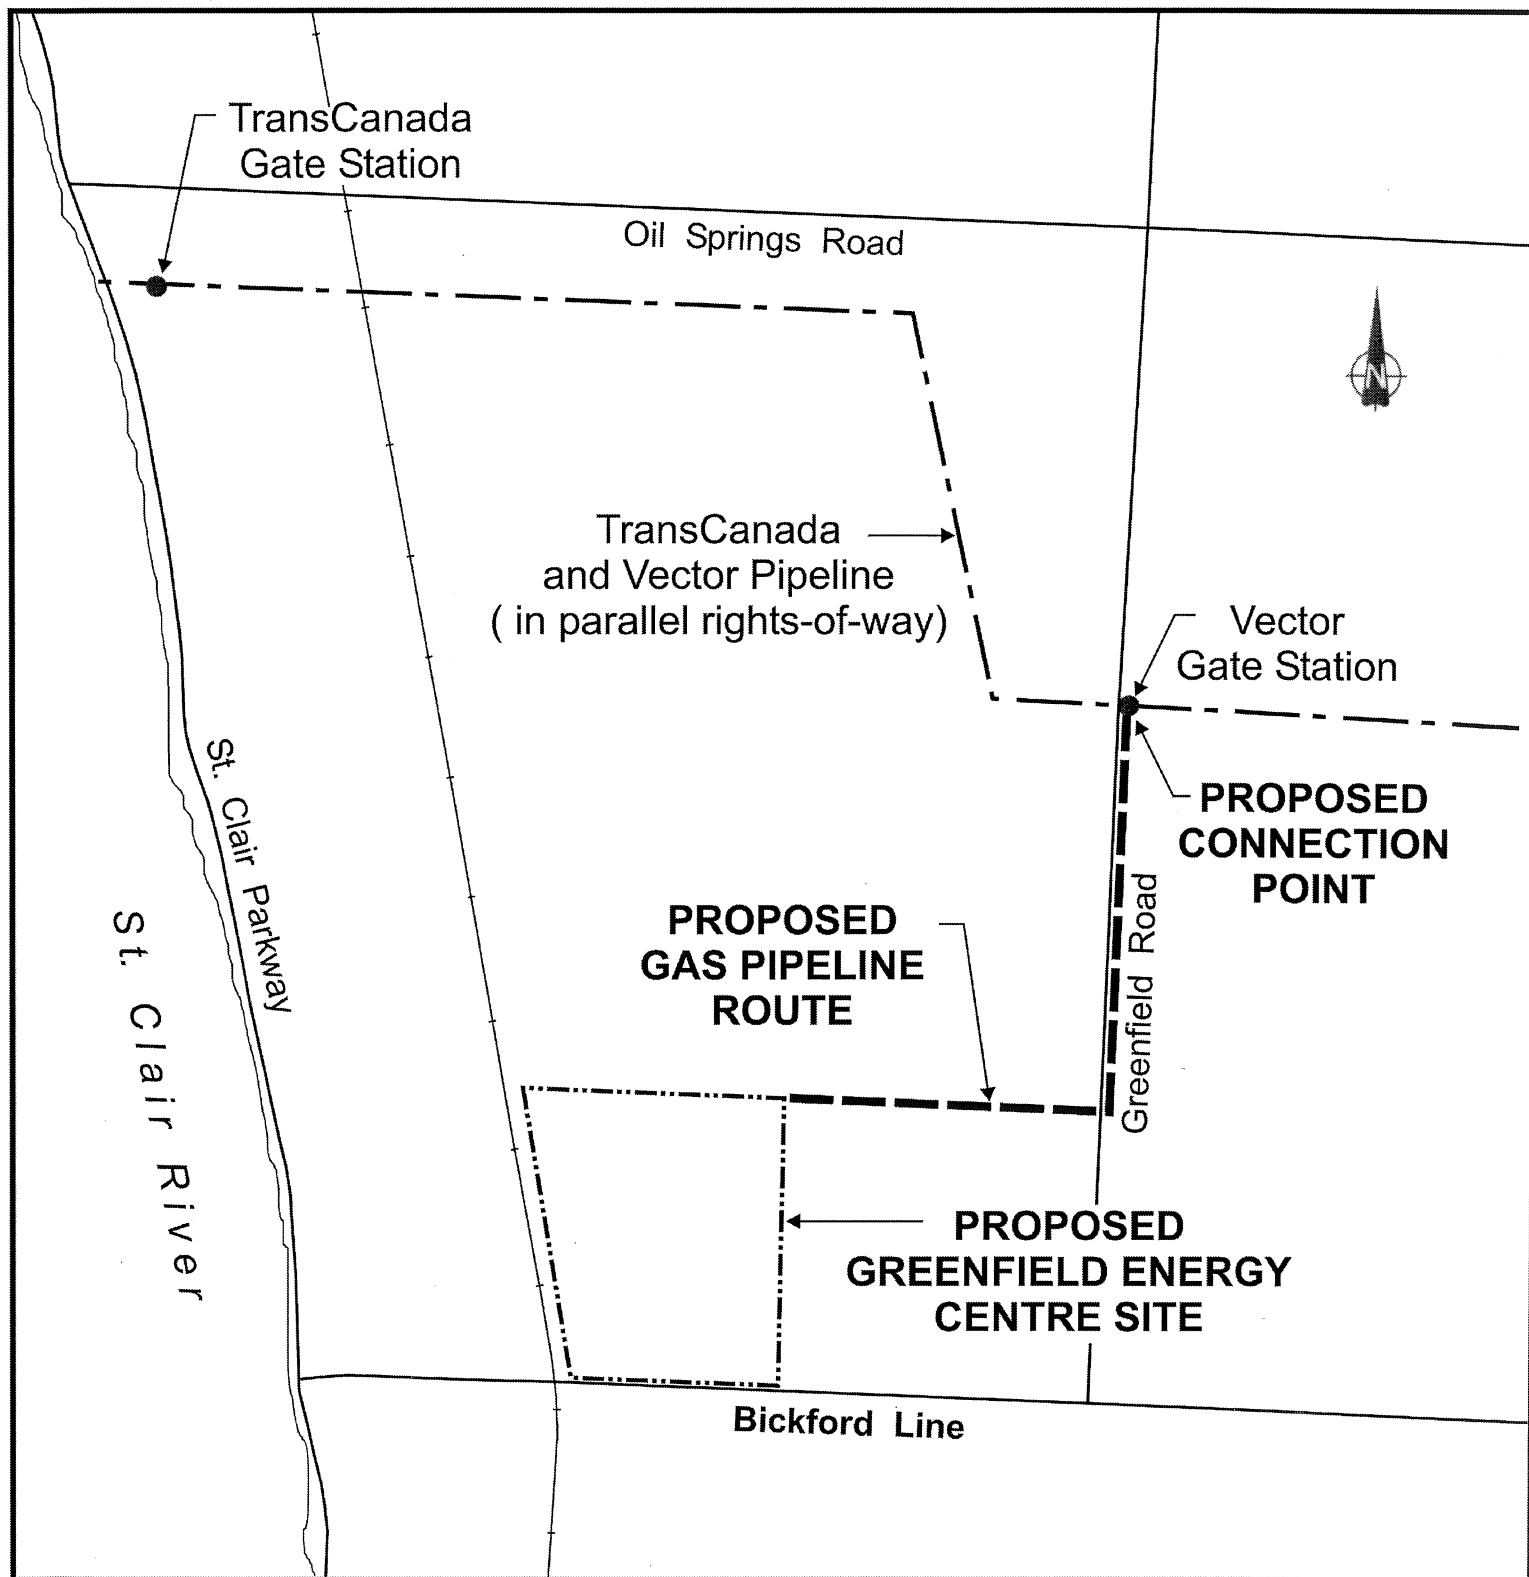 TransCanada
Gate Station
Oil Springs Road
N
TransCanada
and Vector Pipeline
( in parallel rights-of-way)
Vector
Gate Station
St. Clair Parkway
PROPOSED
CONNECTION
POINT
Greenfield Road
PROPOSED
GAS PIPELINE
ROUTE
St. Clair River
PROPOSED
GREENFIELD ENERGY
CENTRE SITE
Bickford Line